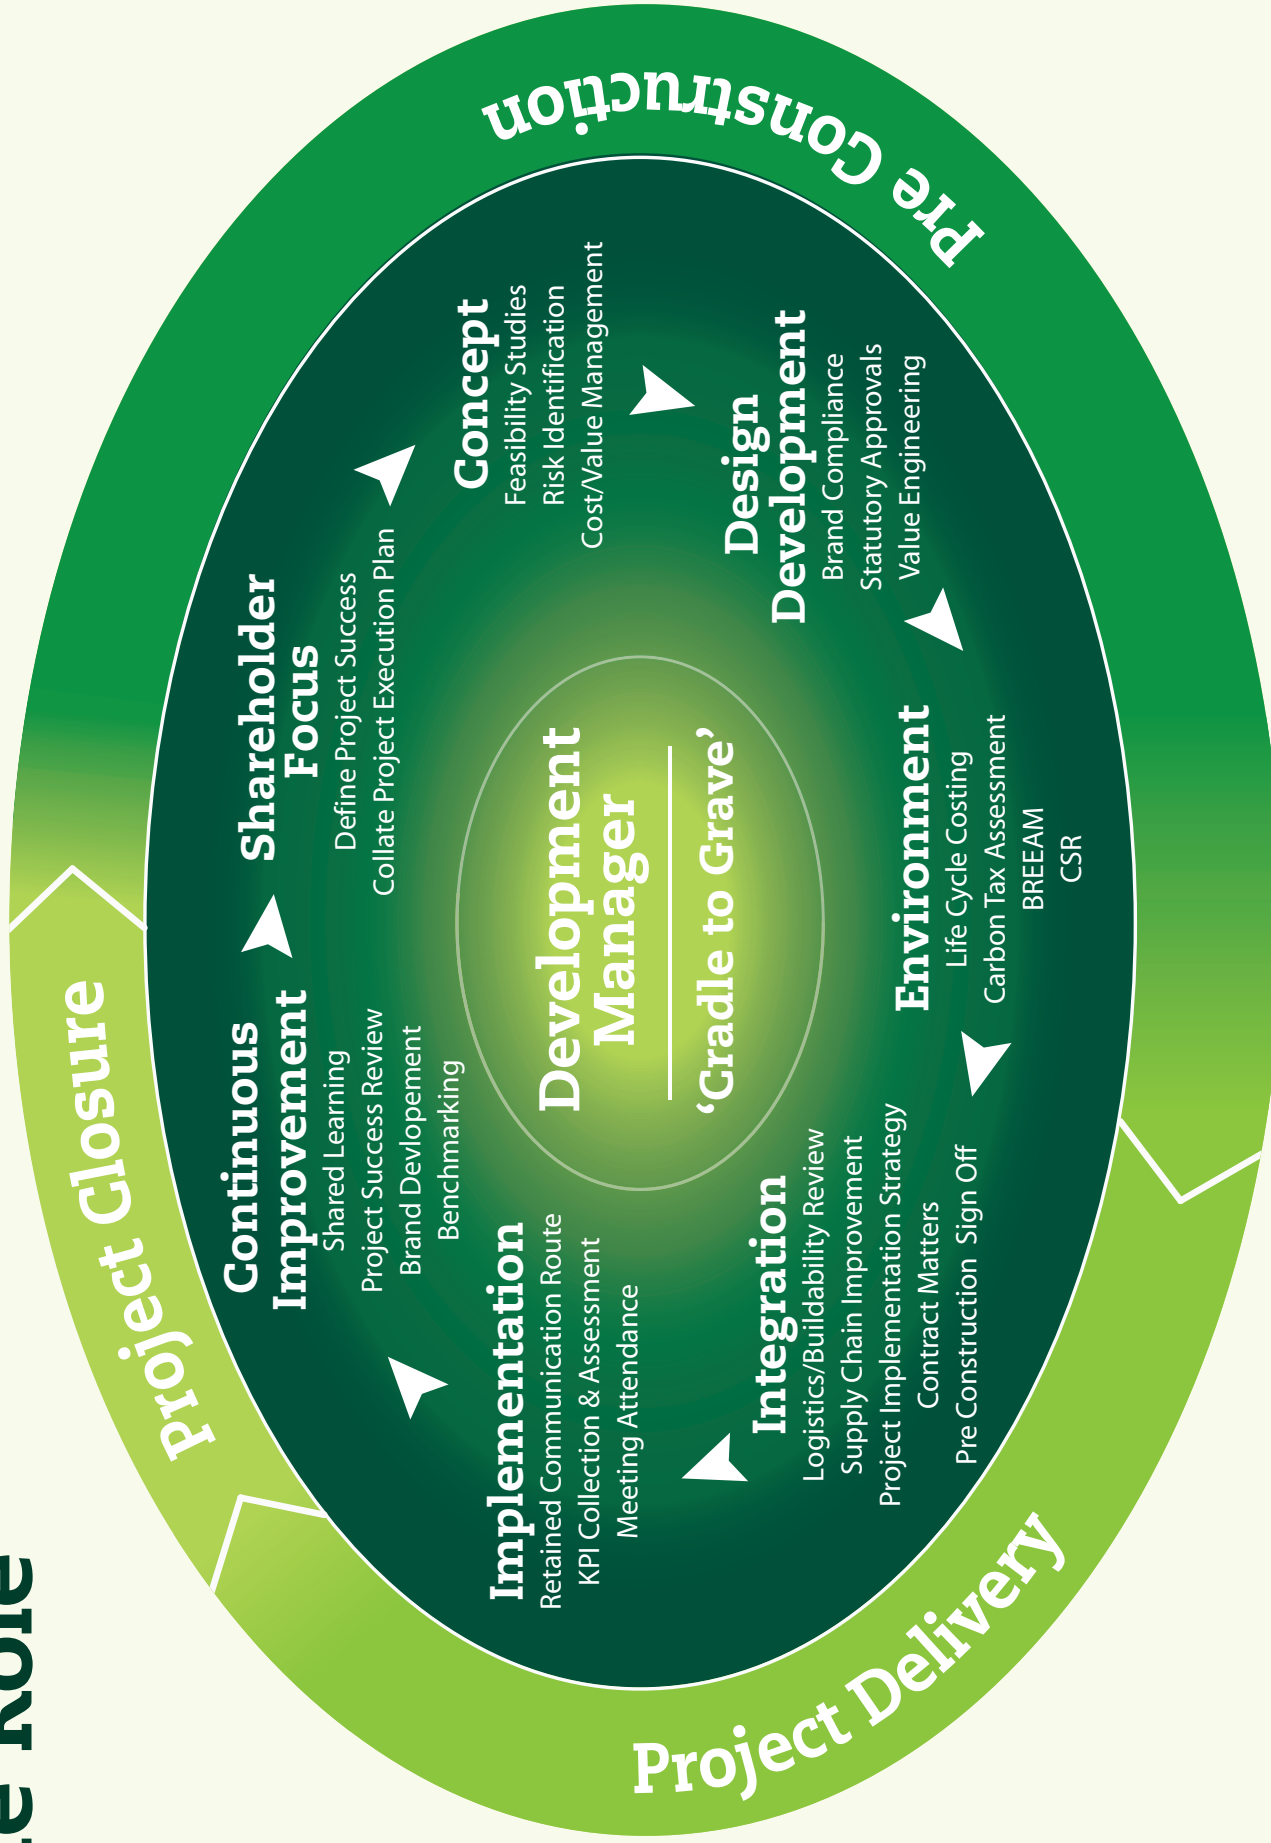 Role
Project Closure
Pre Construction
Project Delivery
Continuous
Improvement
Shared Learning
Project Success Review
Brand Devlopement
Benchmarking
Shareholder
Focus
Define Project Success
Collate Project Execution Plan
Concept
Feasibility Studies
Risk Identification
Cost/Value Management
Design
Development
Brand Compliance
Statutory Approvals
Value Engineering
Environment
Life Cycle Costing
Carbon Tax Assessment
BREEAM
CSR
Integration
Logistics/Buildability Review
Supply Chain Improvement
Project Implementation Strategy
Contract Matters
Pre Construction Sign Off
Implementation
Retained Communication Route
KPI Collection & Assessment
Meeting Attendance
Development
Manager
‘Cradle to Grave’